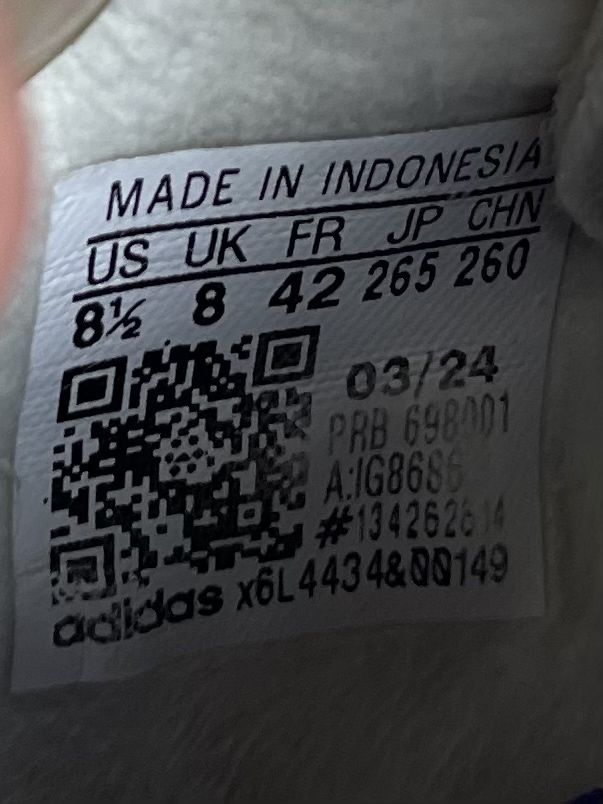 MADE IN INDONESIA
US UK FR JP CHN
8½ 8 42 265 260
03/24
PRB 698001
A:IG8686
adidas x6L4434&00149